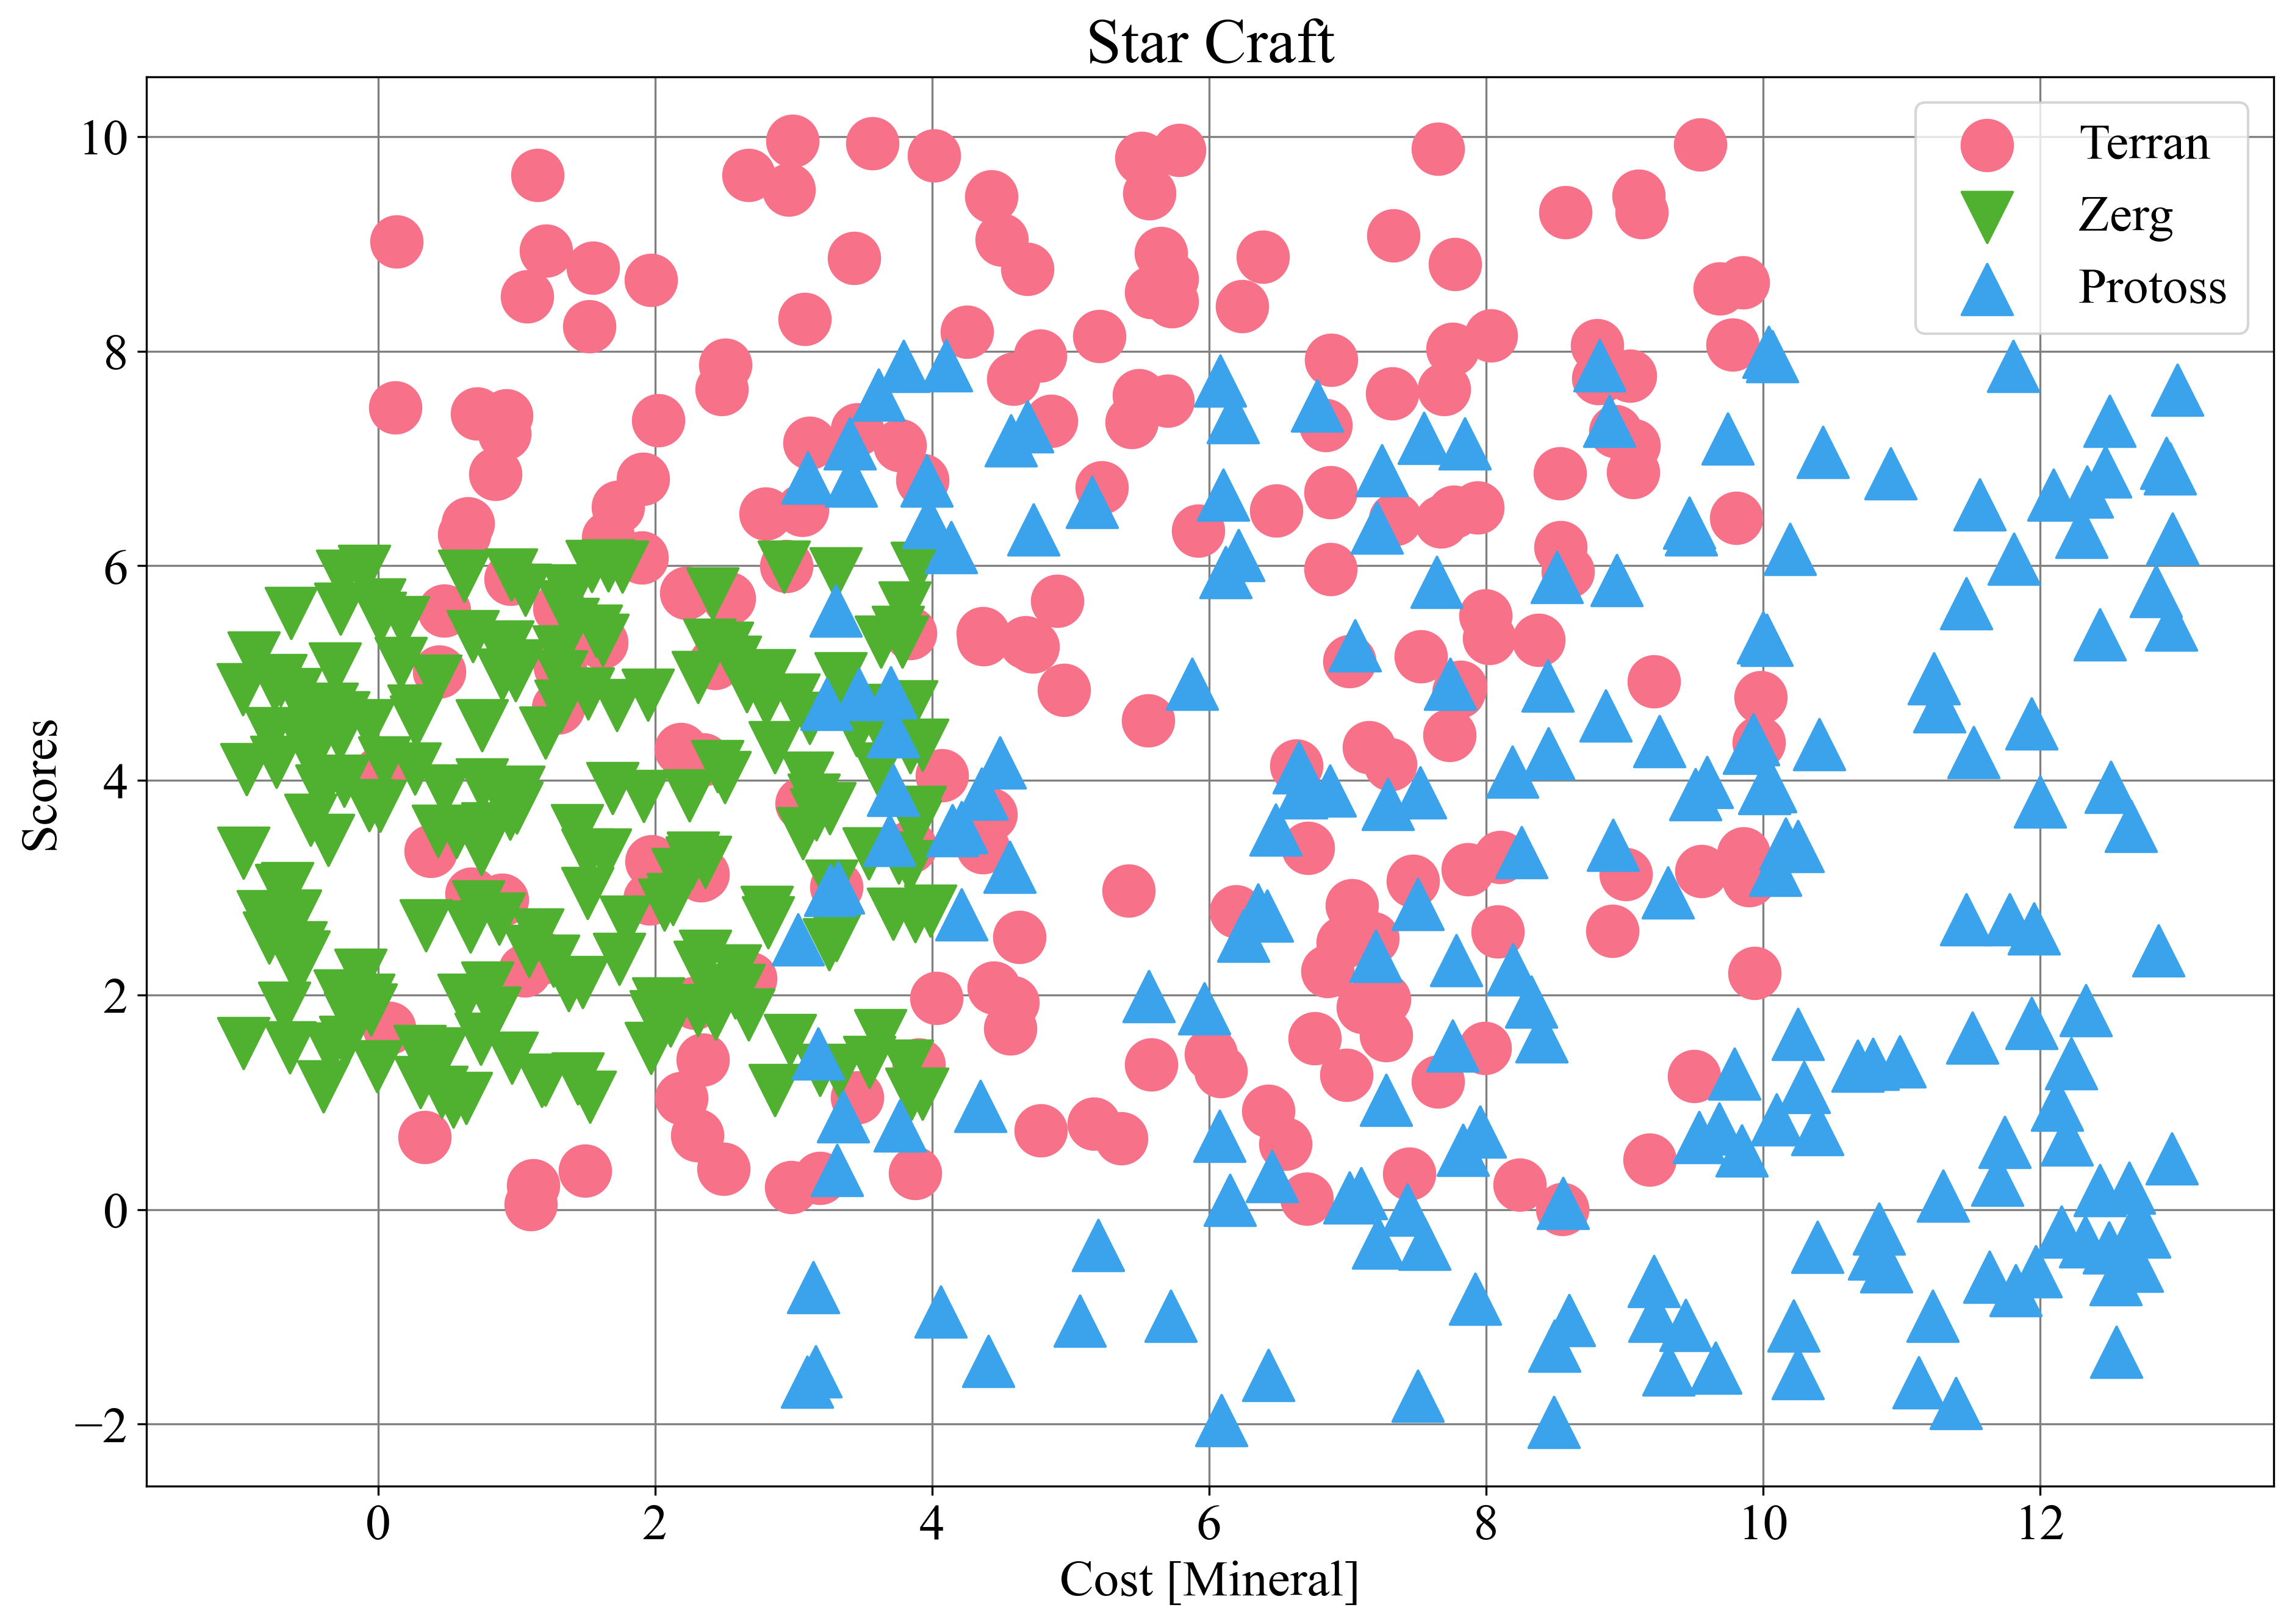 Star Craft
Terran
Zerg
Protoss
10
8
6
4
2
0
−2
Scores
0 2 4 6 8 10 12
Cost [Mineral]